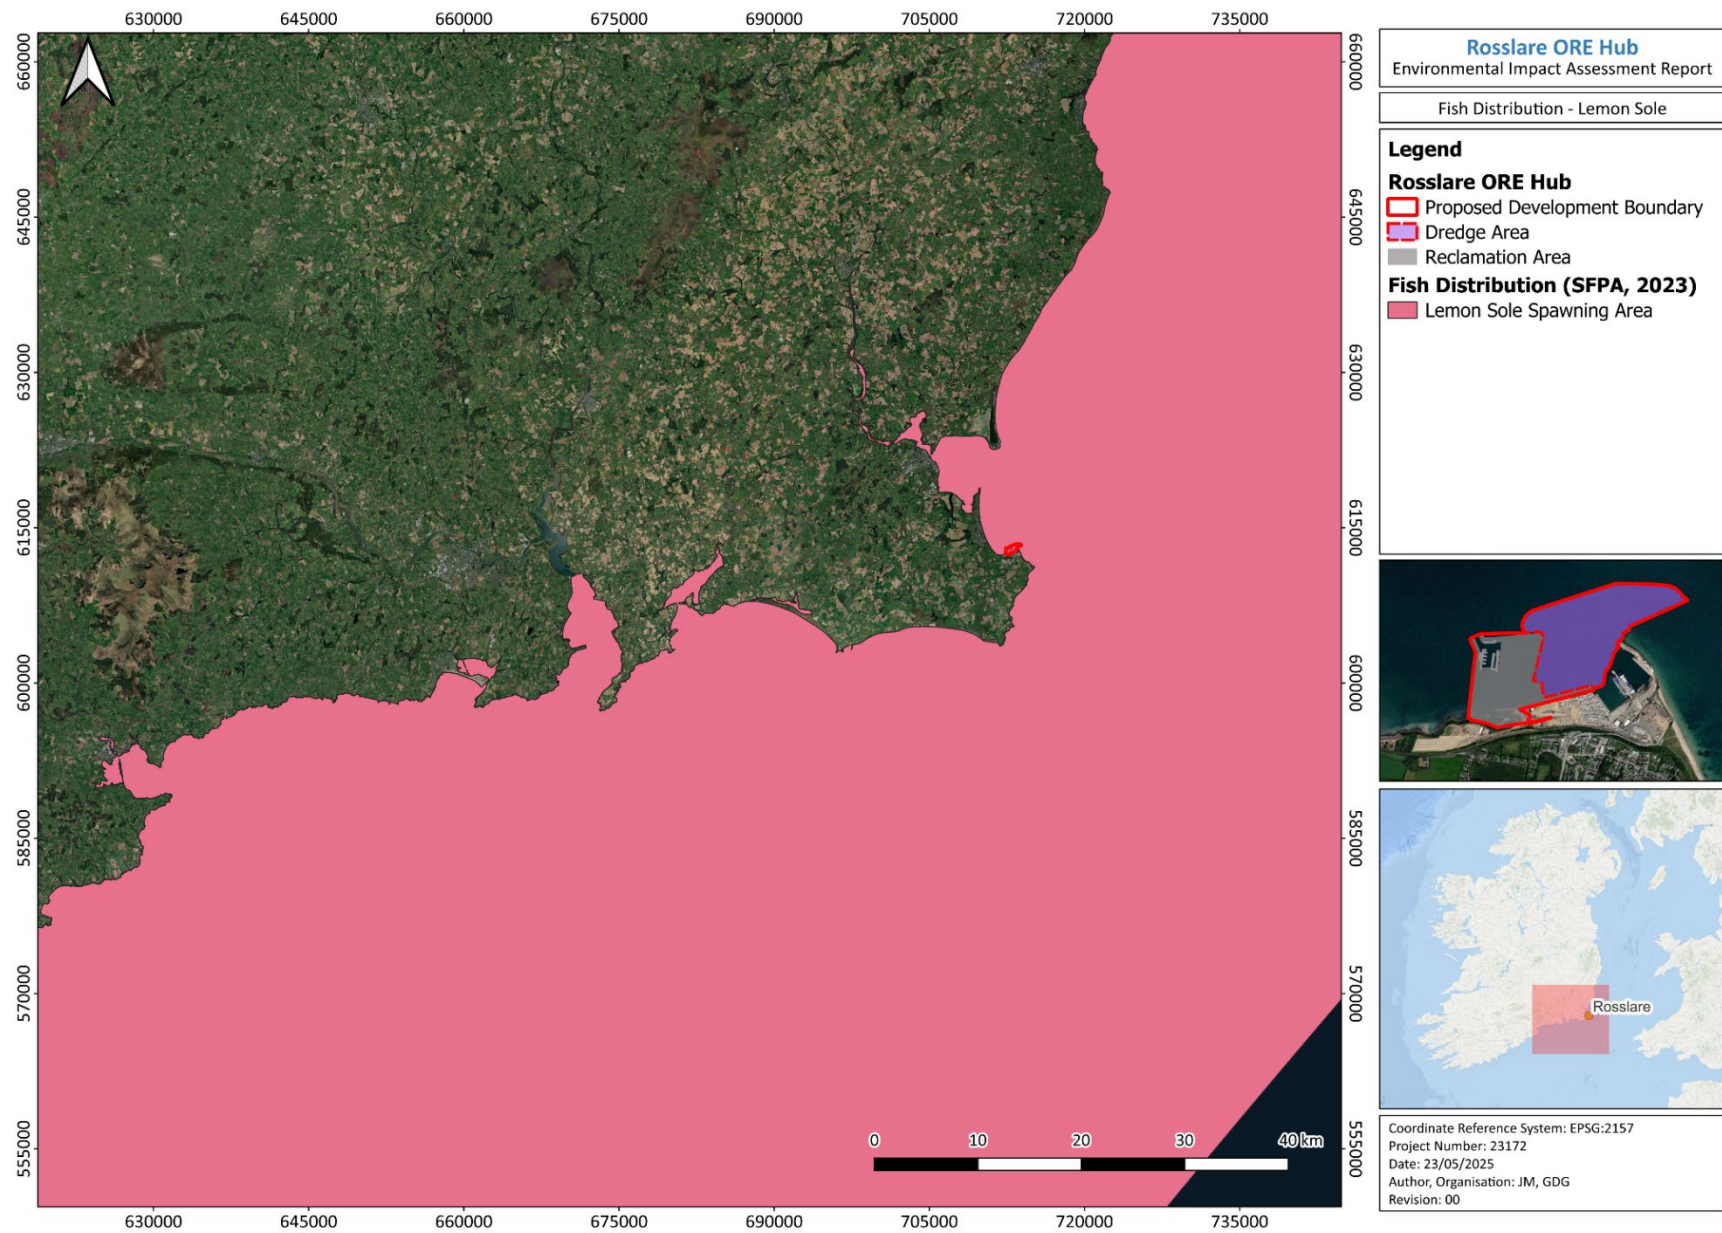 630000 645000 660000 675000 690000 705000 720000 735000
660000 645000 630000 615000 600000 585000 570000 555000
660000 645000 630000 615000 600000 585000 570000 555000
0 10 20 30 40 km
630000 645000 660000 675000 690000 705000 720000 735000
Rosslare ORE Hub
Environmental Impact Assessment Report
Fish Distribution - Lemon Sole
Legend
Rosslare ORE Hub
Proposed Development Boundary
Dredge Area
Reclamation Area
Fish Distribution (SFPA, 2023)
Lemon Sole Spawning Area
Rosslare
Coordinate Reference System: EPSG:2157
Project Number: 23172
Date: 23/05/2025
Author, Organisation: JM, GDG
Revision: 00